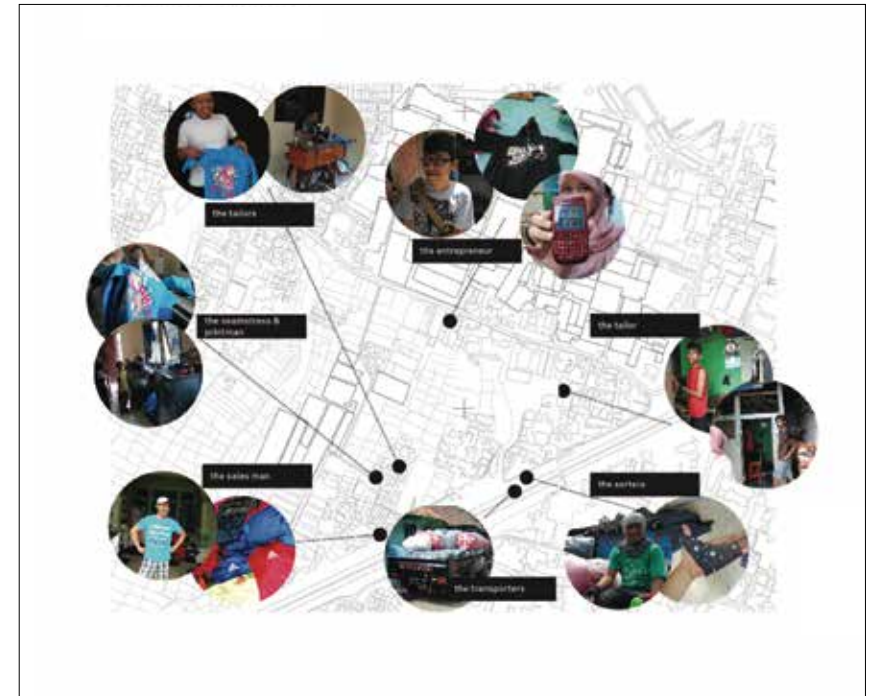 the tailors
the entrepreneur
the seamstress &
printman
the tailor
the sales man
the sorters
the transporters